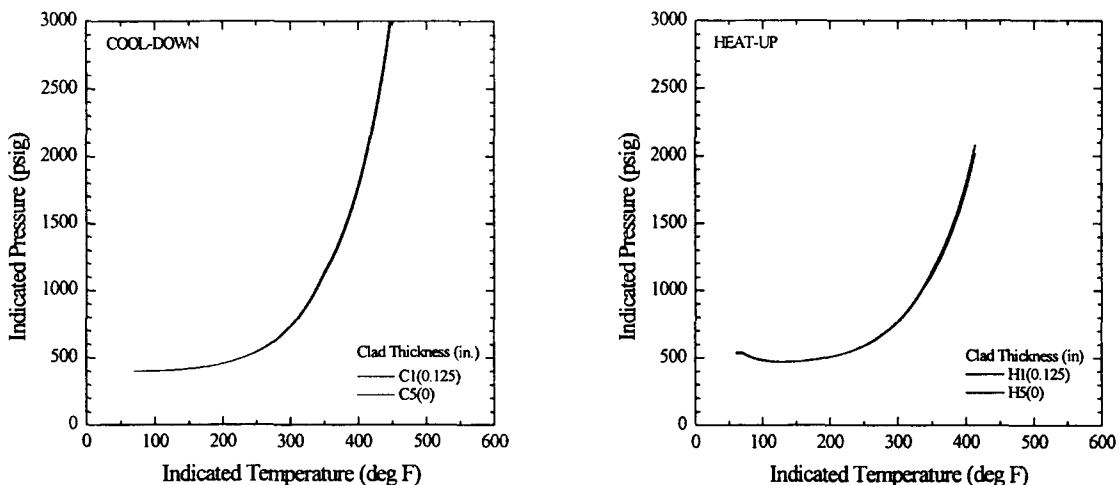 COOL-DOWN
3000
2500
2000
1500
1000
500
0
Indicated Pressure (psig)
0 100 200 300 400 500 600
Indicated Temperature (deg F)
Clad Thickness (in.)
C1(0.125)
C5(0)
HEAT-UP
3000
2500
2000
1500
1000
500
0
Indicated Pressure (psig)
0 100 200 300 400 500 600
Indicated Temperature (deg F)
Clad Thickness (in)
H1(0.125)
H5(0)